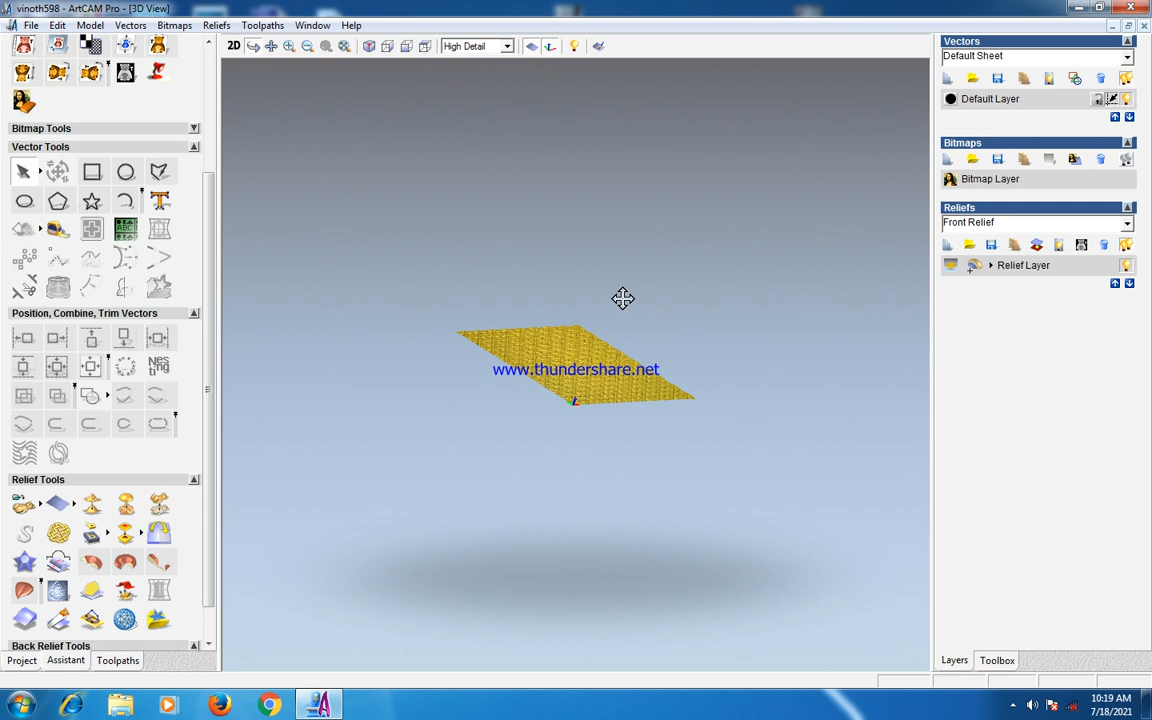 vinoth598 - ArtCAM Pro - [3D View]
File Edit Model Vectors Bitmaps Reliefs Toolpaths Window Help
2D High Detail
Bitmap Tools
Vector Tools
ABC
Position, Combine, Trim Vectors
Nes
ting
Relief Tools
Back Relief Tools
Project Assistant Toolpaths
www.thundershare.net
Vectors
Default Sheet
Default Layer
Bitmaps
Bitmap Layer
Reliefs
Front Relief
Relief Layer
Layers Toolbox
10:19 AM
7/18/2021